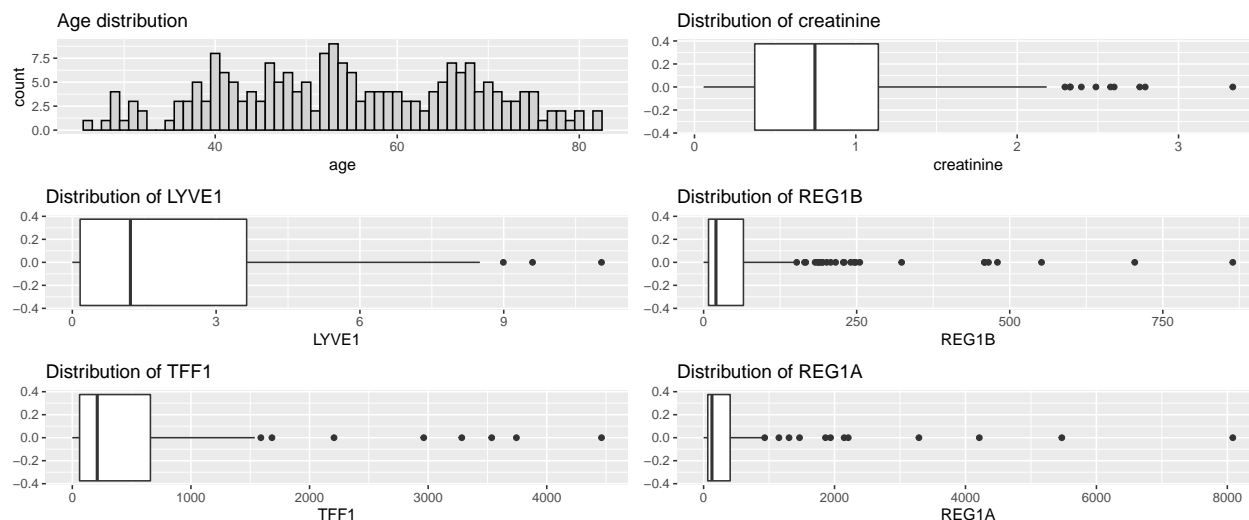 Age distribution
7.5
5.0
2.5
0.0
count
40 60 80
age
Distribution of creatinine
0.4
0.2
0.0
−0.2
−0.4
0 1 2 3
creatinine
Distribution of LYVE1
0.4
0.2
0.0
−0.2
−0.4
0 3 6 9
LYVE1
Distribution of REG1B
0.4
0.2
0.0
−0.2
−0.4
0 250 500 750
REG1B
Distribution of TFF1
0.4
0.2
0.0
−0.2
−0.4
0 1000 2000 3000 4000
TFF1
Distribution of REG1A
0.4
0.2
0.0
−0.2
−0.4
0 2000 4000 6000 8000
REG1A